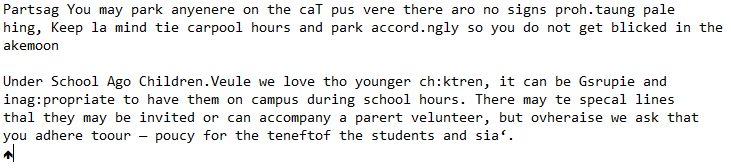 Partsag You may park anyenere on the caT pus vere there aro no signs proh.taung pale
hing, Keep la mind tie carpool hours and park accord.ngly so you do not get blicked in the
akemoon

Under School Ago Children.Veule we love tho younger ch:ktren, it can be Gsrupie and
inag:propriate to have them on campus during school hours. There may te specal lines
thal they may be invited or can accompany a parert velunteer, but ovheraise we ask that
you adhere toour — poucy for the teneftof the students and sia‘.